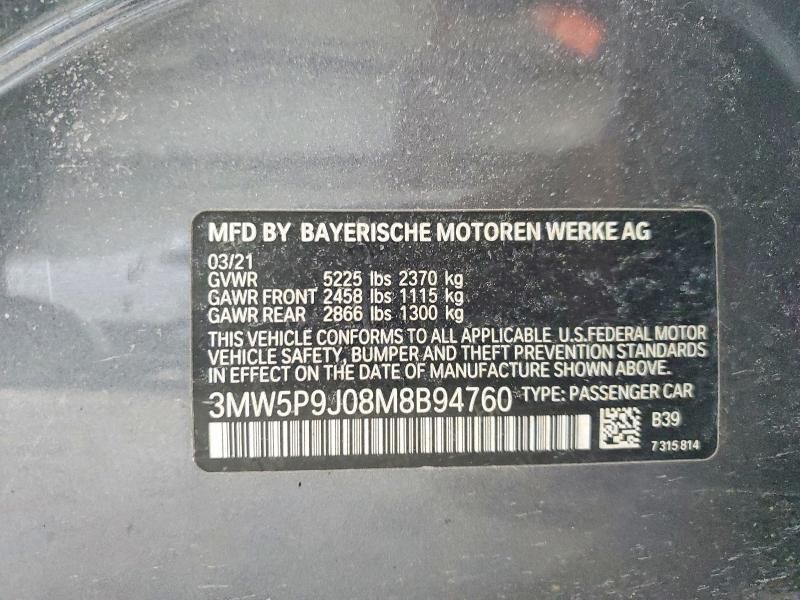 MFD BY BAYERISCHE MOTOREN WERKE AG
03/21
GVWR 5225 lbs 2370 kg
GAWR FRONT 2458 lbs 1115 kg
GAWR REAR 2866 lbs 1300 kg
THIS VEHICLE CONFORMS TO ALL APPLICABLE U.S.FEDERAL MOTOR
VEHICLE SAFETY, BUMPER AND THEFT PREVENTION STANDARDS
IN EFFECT ON THE DATE OF MANUFACTURE SHOWN ABOVE.
3MW5P9J08M8B94760 TYPE: PASSENGER CAR
B39
7 315 814